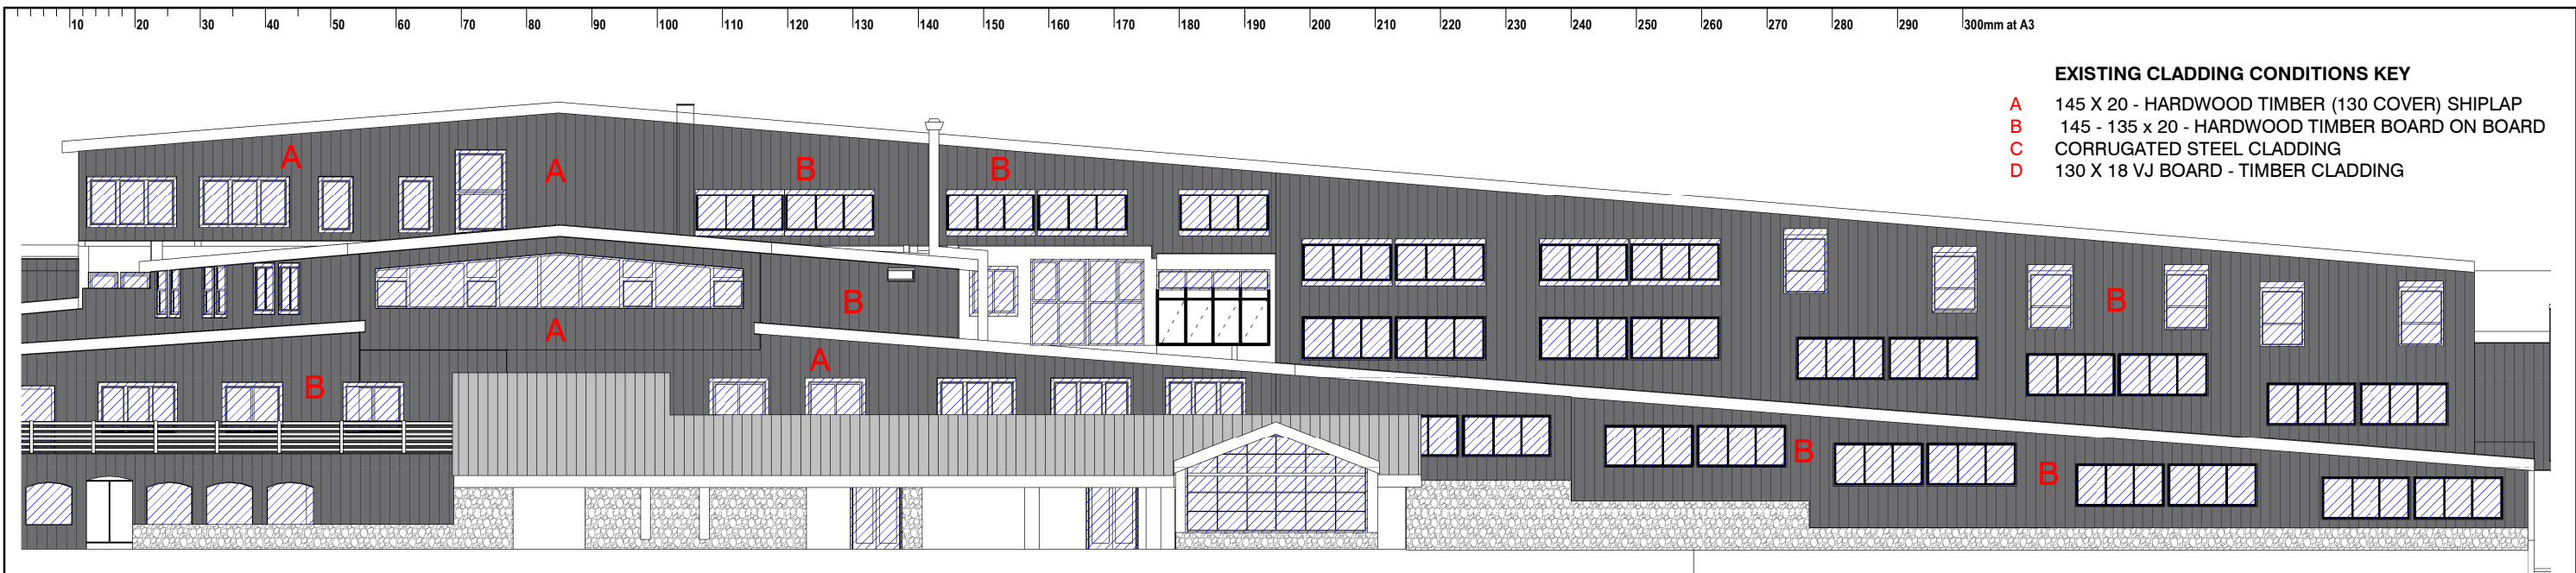 10 20 30 40 50 60 70 80 90 100 110 120 130 140 150 160 170 180 190 200 210 220 230 240 250 260 270 280 290 300mm at A3
EXISTING CLADDING CONDITIONS KEY
A 145 X 20 - HARDWOOD TIMBER (130 COVER) SHIPLAP
B 145 - 135 x 20 - HARDWOOD TIMBER BOARD ON BOARD
C CORRUGATED STEEL CLADDING
D 130 X 18 VJ BOARD - TIMBER CLADDING
A A B B
B B
A A
B B B